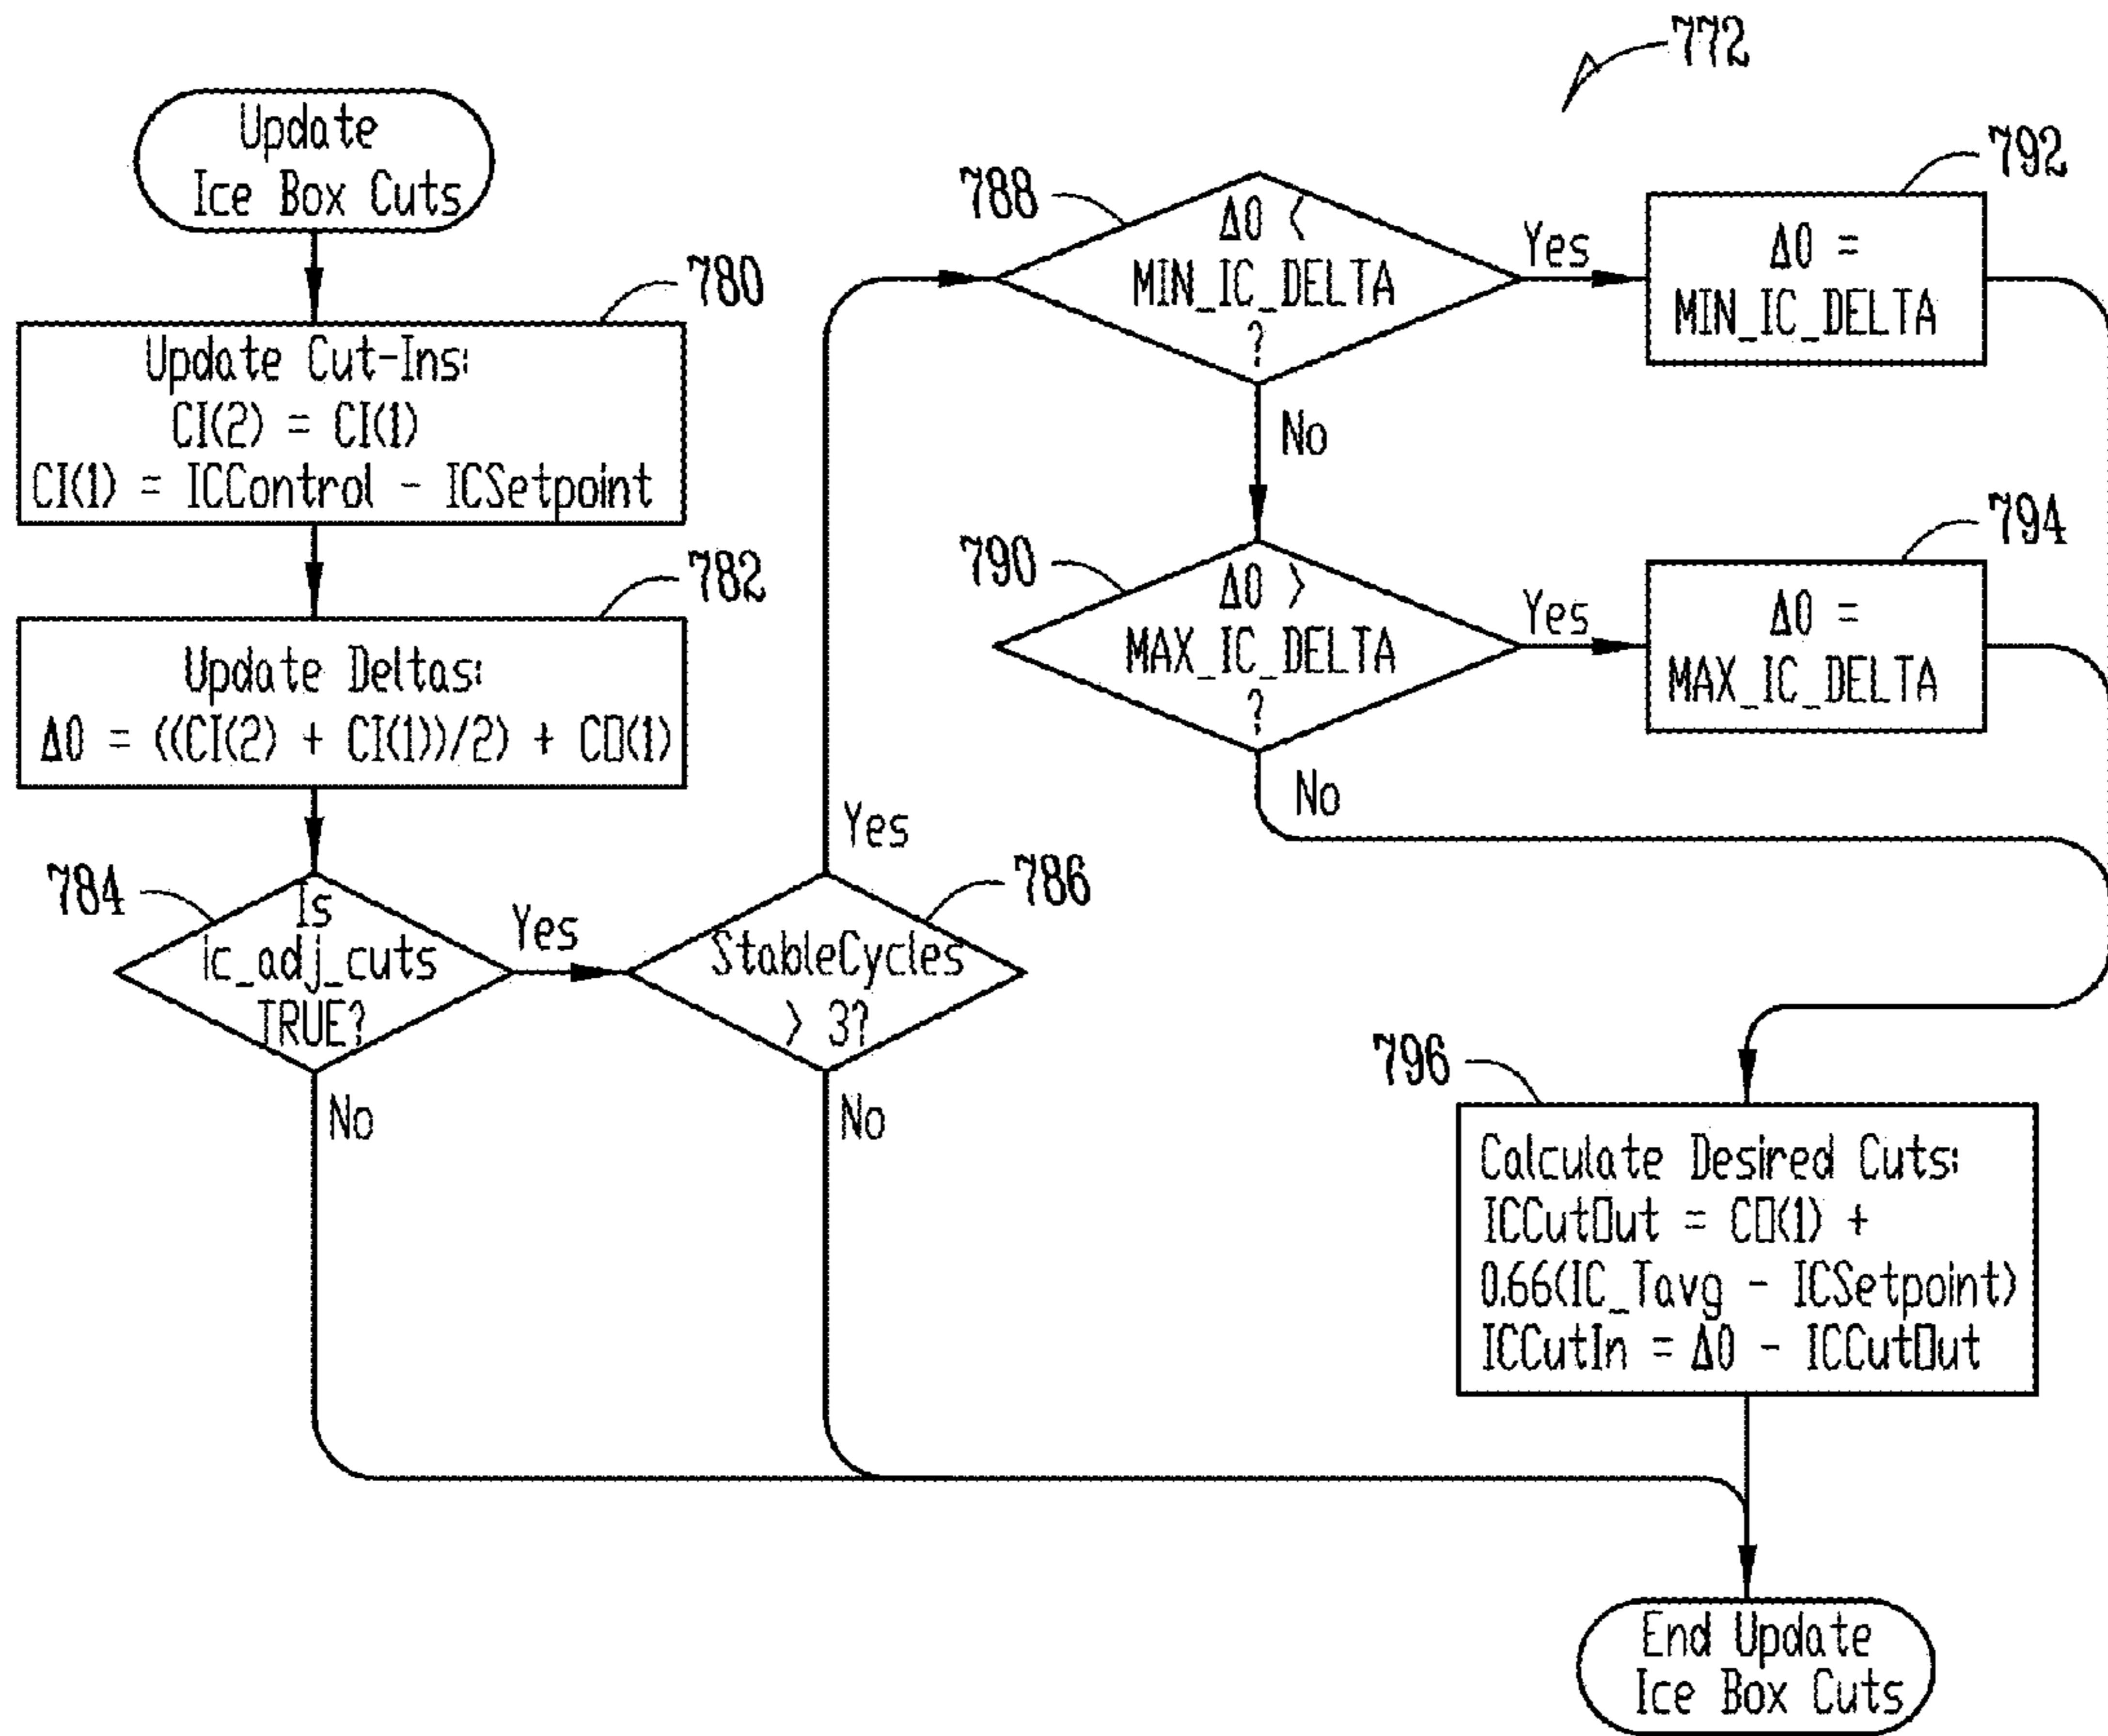 772
Update
Ice Box Cuts
780
Update Cut-Ins:
CI(2) = CI(1)
CI(1) = ICControl - ICSetpoint
782
Update Deltas:
Δ0 = ((CI(2) + CI(1))/2) + CO(1)
784
Is
ic_adj_cuts
TRUE?
Yes
No
786
StableCycles
> 3?
Yes
No
788
Δ0 <
MIN_IC_DELTA
?
Yes
No
792
Δ0 =
MIN_IC_DELTA
790
Δ0 >
MAX_IC_DELTA
?
Yes
No
794
Δ0 =
MAX_IC_DELTA
796
Calculate Desired Cuts:
ICCutOut = CO(1) +
0.66(IC_Tavg - ICSetpoint)
ICCutIn = Δ0 - ICCutOut
End Update
Ice Box Cuts